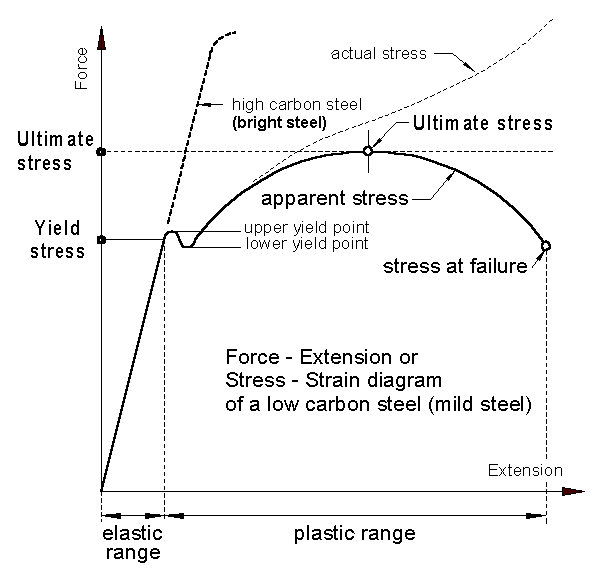 Force
actual stress
high carbon steel
(bright steel)
Ultimate
stress
Ultimate stress
apparent stress
Yield
stress
upper yield point
lower yield point
stress at failure
Force - Extension or
Stress - Strain diagram
of a low carbon steel (mild steel)
Extension
elastic
range
plastic range